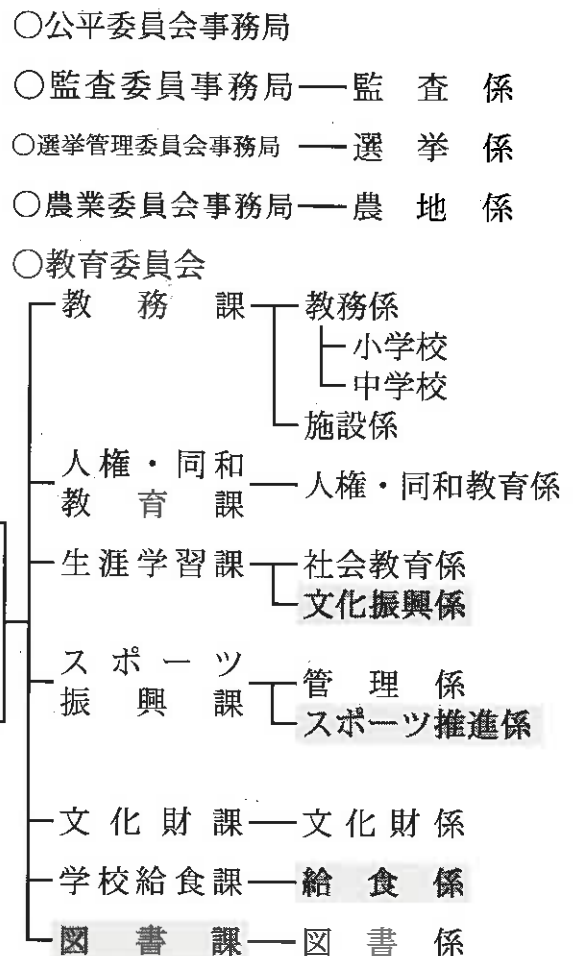 ○公平委員会事務局
○監査委員事務局 監査係
○選挙管理委員会事務局 選挙係
○農業委員会事務局 農地係
○教育委員会
教務課 教務係
小学校
中学校
施設係
人権・同和
教育課 人権・同和教育係
生涯学習課 社会教育係
文化振興係
スポーツ
振興課 管理係
スポーツ推進係
文化財課 文化財係
学校給食課 給食係
図書課 図書係